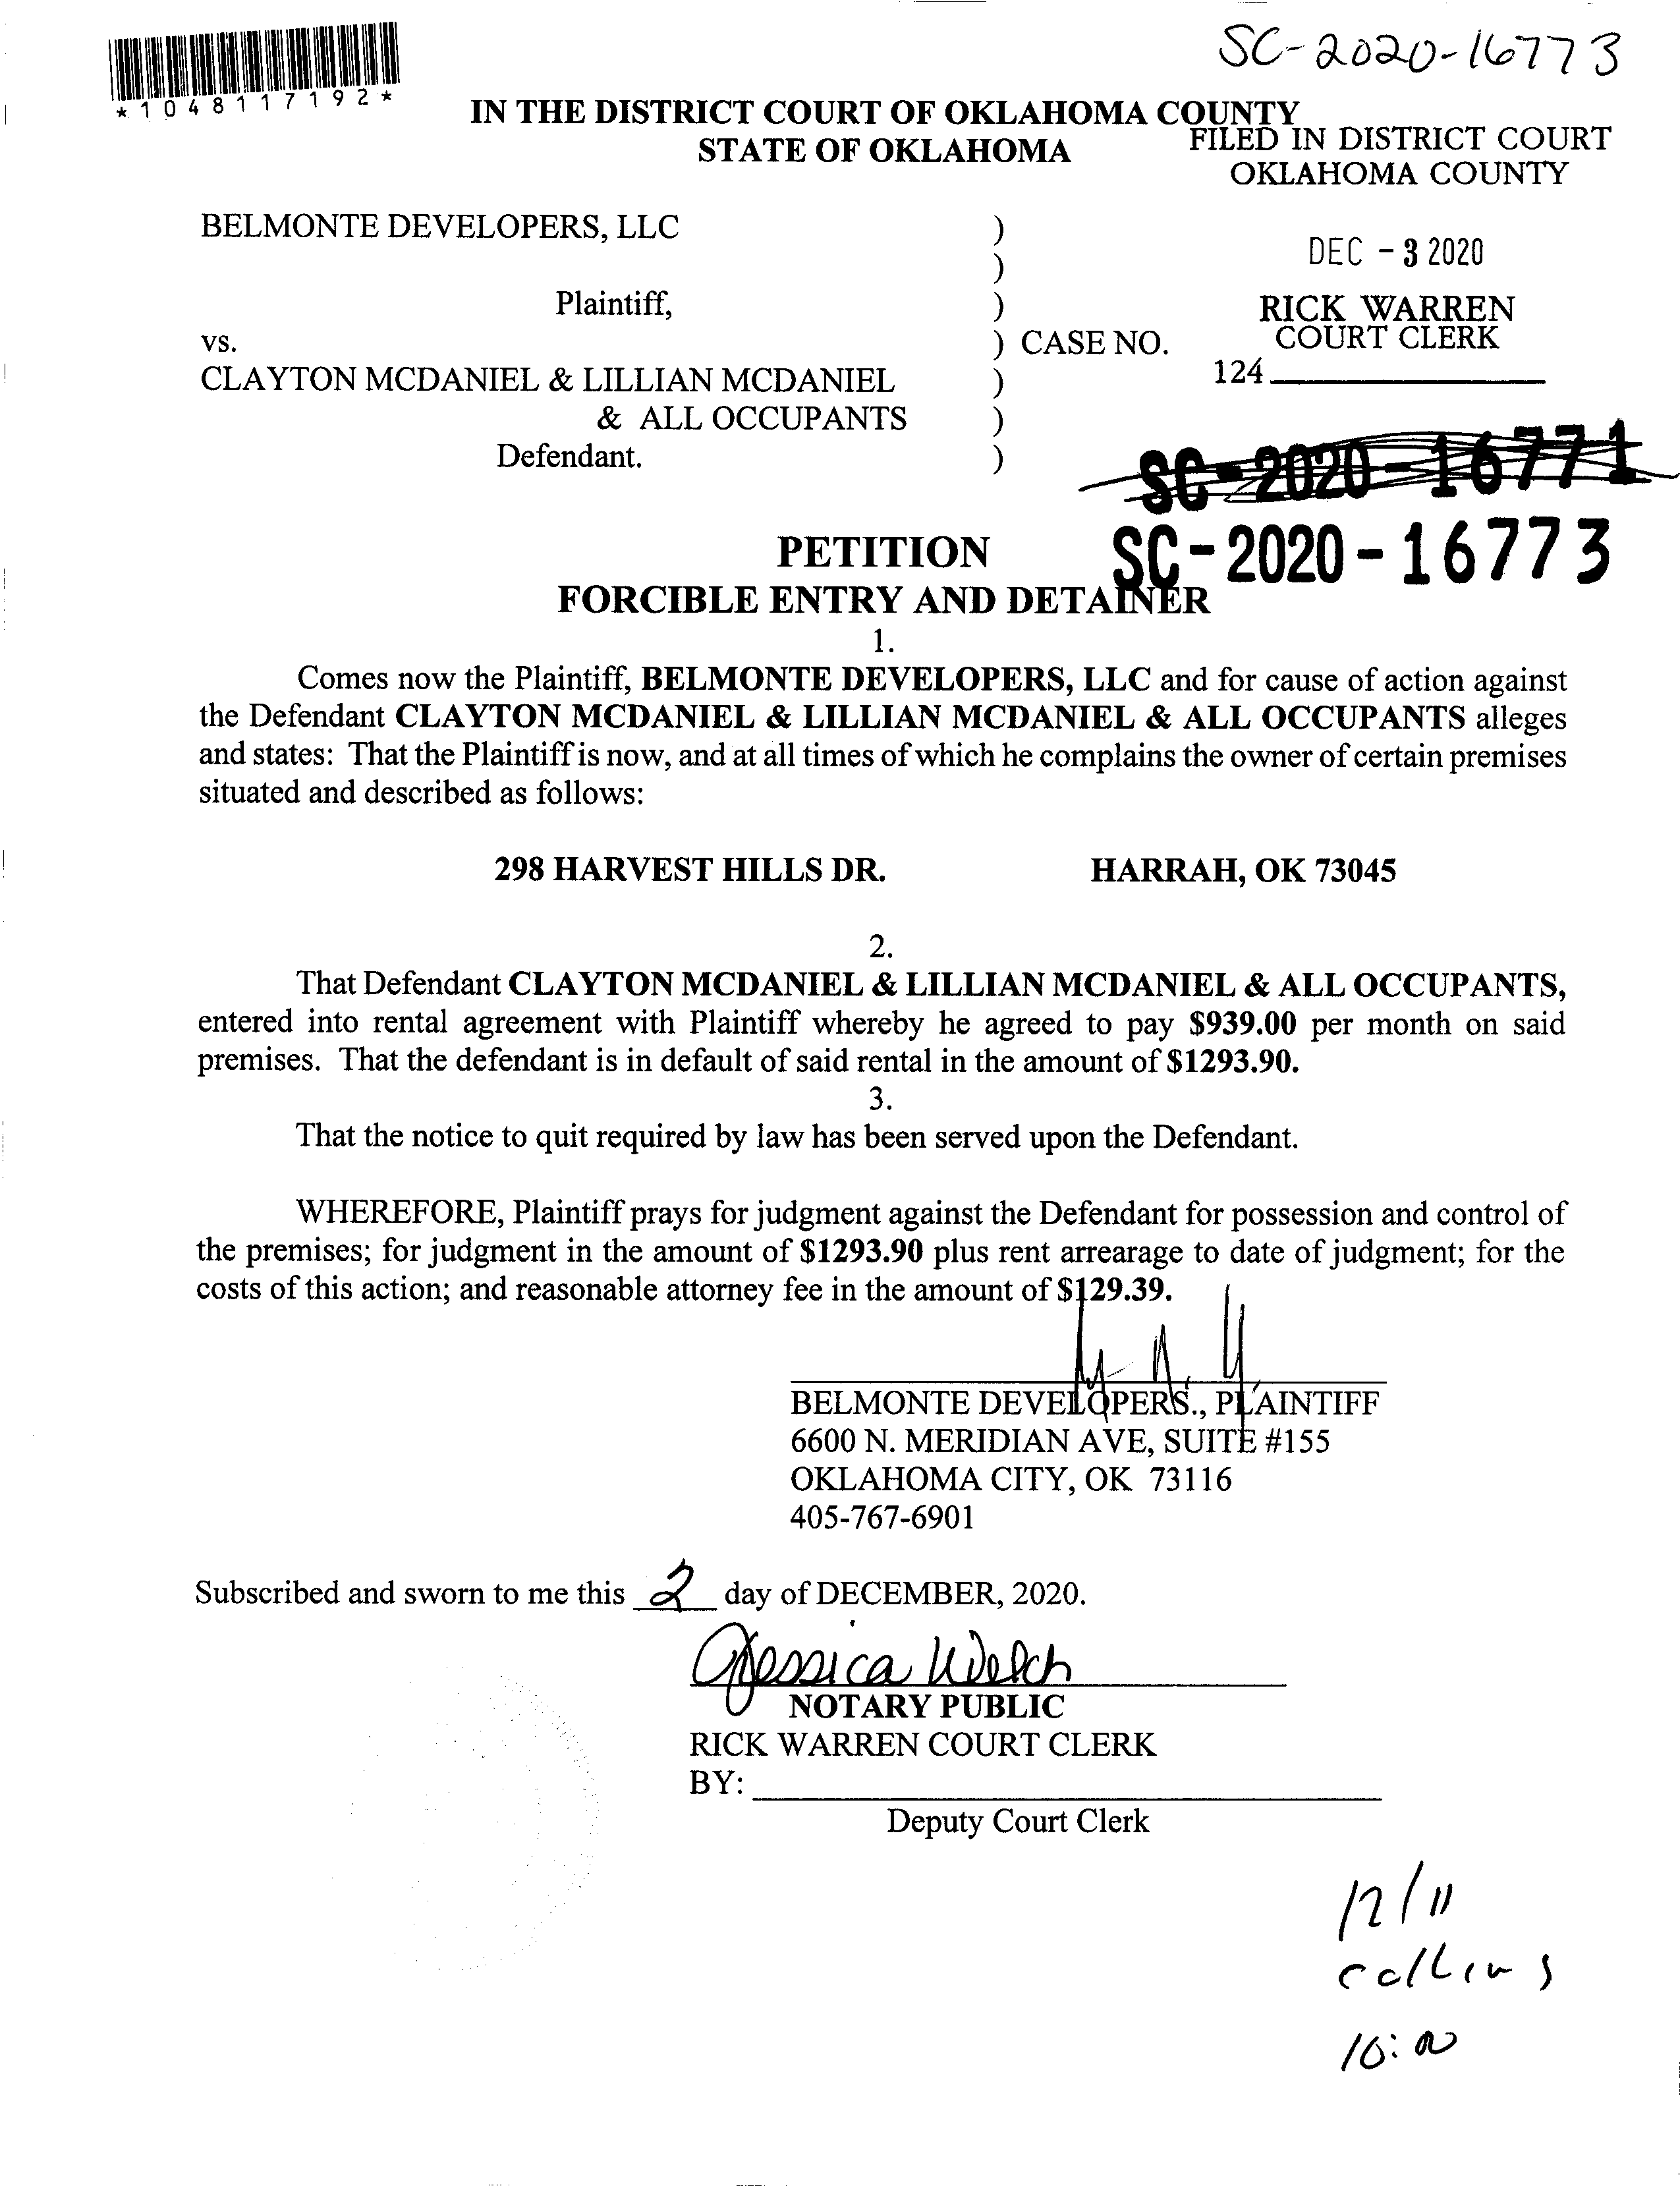 SC-2020-16773
*1048117192*
IN THE DISTRICT COURT OF OKLAHOMA COUNTY
STATE OF OKLAHOMA
FILED IN DISTRICT COURT
OKLAHOMA COUNTY
BELMONTE DEVELOPERS, LLC )
)
DEC - 3 2020
Plaintiff, )
RICK WARREN
COURT CLERK
vs. ) CASE NO.
124
CLAYTON MCDANIEL & LILLIAN MCDANIEL )
& ALL OCCUPANTS )
Defendant. )
SC-2020-16771
SC-2020-16773
PETITION
FORCIBLE ENTRY AND DETAINER
1.
Comes now the Plaintiff, BELMONTE DEVELOPERS, LLC and for cause of action against
the Defendant CLAYTON MCDANIEL & LILLIAN MCDANIEL & ALL OCCUPANTS alleges
and states: That the Plaintiff is now, and at all times of which he complains the owner of certain premises
situated and described as follows:
298 HARVEST HILLS DR. HARRAH, OK 73045
2.
That Defendant CLAYTON MCDANIEL & LILLIAN MCDANIEL & ALL OCCUPANTS,
entered into rental agreement with Plaintiff whereby he agreed to pay $939.00 per month on said
premises. That the defendant is in default of said rental in the amount of $1293.90.
3.
That the notice to quit required by law has been served upon the Defendant.
WHEREFORE, Plaintiff prays for judgment against the Defendant for possession and control of
the premises; for judgment in the amount of $1293.90 plus rent arrearage to date of judgment; for the
costs of this action; and reasonable attorney fee in the amount of $129.39.
BELMONTE DEVELOPERS., PLAINTIFF
6600 N. MERIDIAN AVE, SUITE #155
OKLAHOMA CITY, OK 73116
405-767-6901
Subscribed and sworn to me this 2 day of DECEMBER, 2020.
Jessica Welch
NOTARY PUBLIC
RICK WARREN COURT CLERK
BY:
Deputy Court Clerk
12/11
collins
10:00